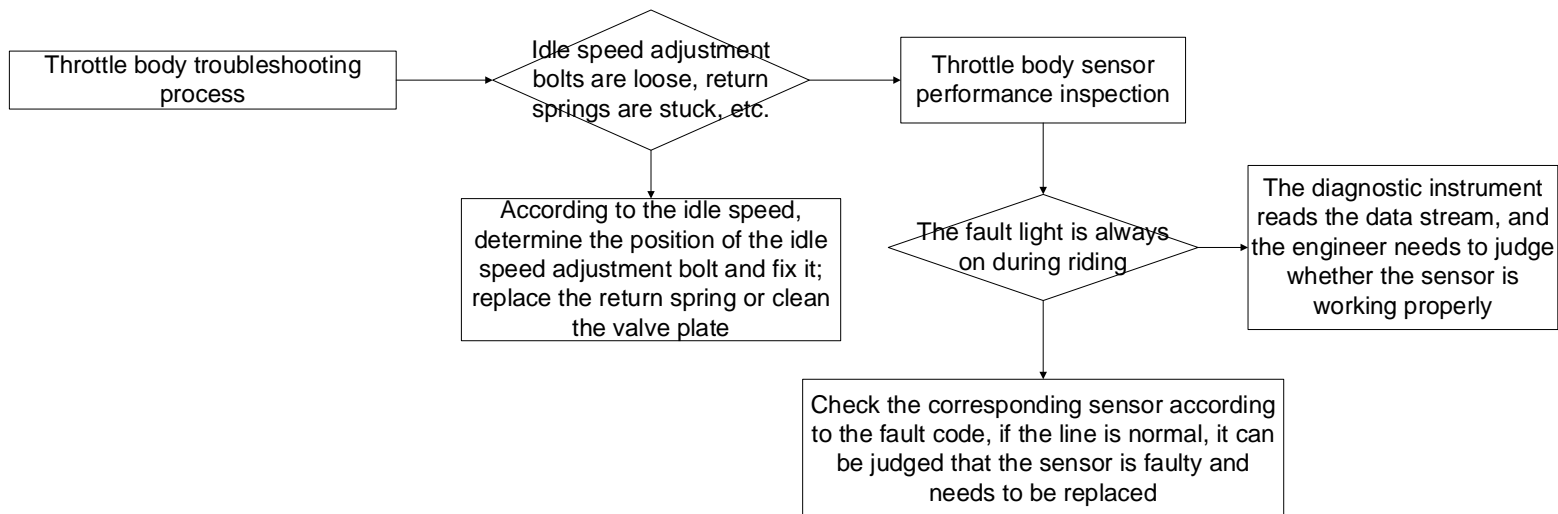 Throttle body troubleshooting
process
Idle speed adjustment
bolts are loose, return
springs are stuck, etc.
Throttle body sensor
performance inspection
According to the idle speed,
determine the position of the idle
speed adjustment bolt and fix it;
replace the return spring or clean
the valve plate
The fault light is always
on during riding
The diagnostic instrument
reads the data stream, and
the engineer needs to judge
whether the sensor is
working properly
Check the corresponding sensor according
to the fault code, if the line is normal, it can
be judged that the sensor is faulty and
needs to be replaced